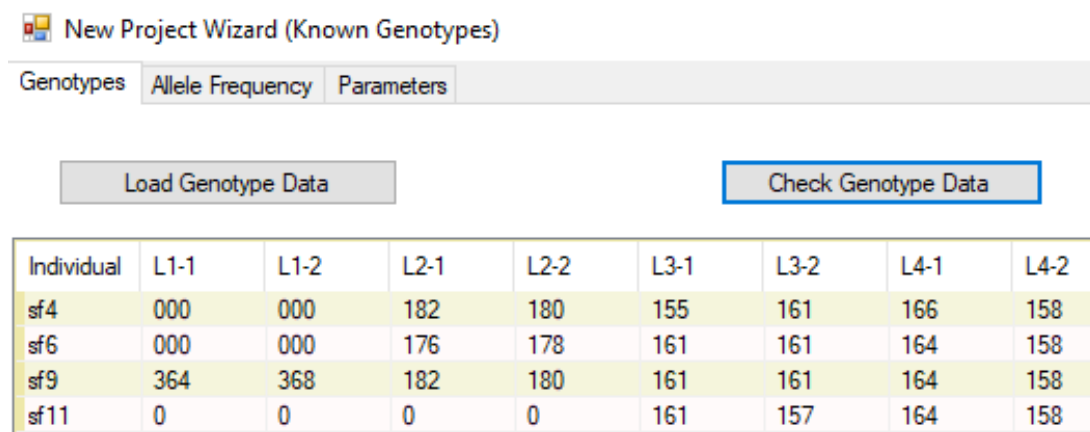 New Project Wizard (Known Genotypes)
Genotypes Allele Frequency Parameters
Load Genotype Data Check Genotype Data
Individual L1-1 L1-2 L2-1 L2-2 L3-1 L3-2 L4-1 L4-2
sf4 000 000 182 180 155 161 166 158
sf6 000 000 176 178 161 161 164 158
sf9 364 368 182 180 161 161 164 158
sf11 0 0 0 0 161 157 164 158